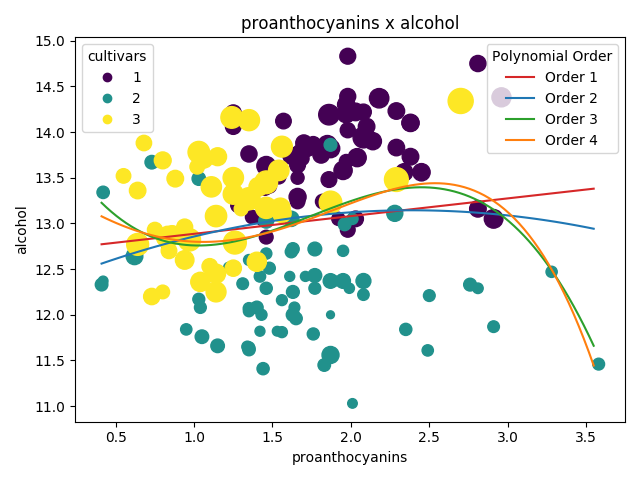 proanthocyanins x alcohol
cultivars
1
2
3
Polynomial Order
Order 1
Order 2
Order 3
Order 4
alcohol
15.0
14.5
14.0
13.5
13.0
12.5
12.0
11.5
11.0
0.5 1.0 1.5 2.0 2.5 3.0 3.5
proanthocyanins